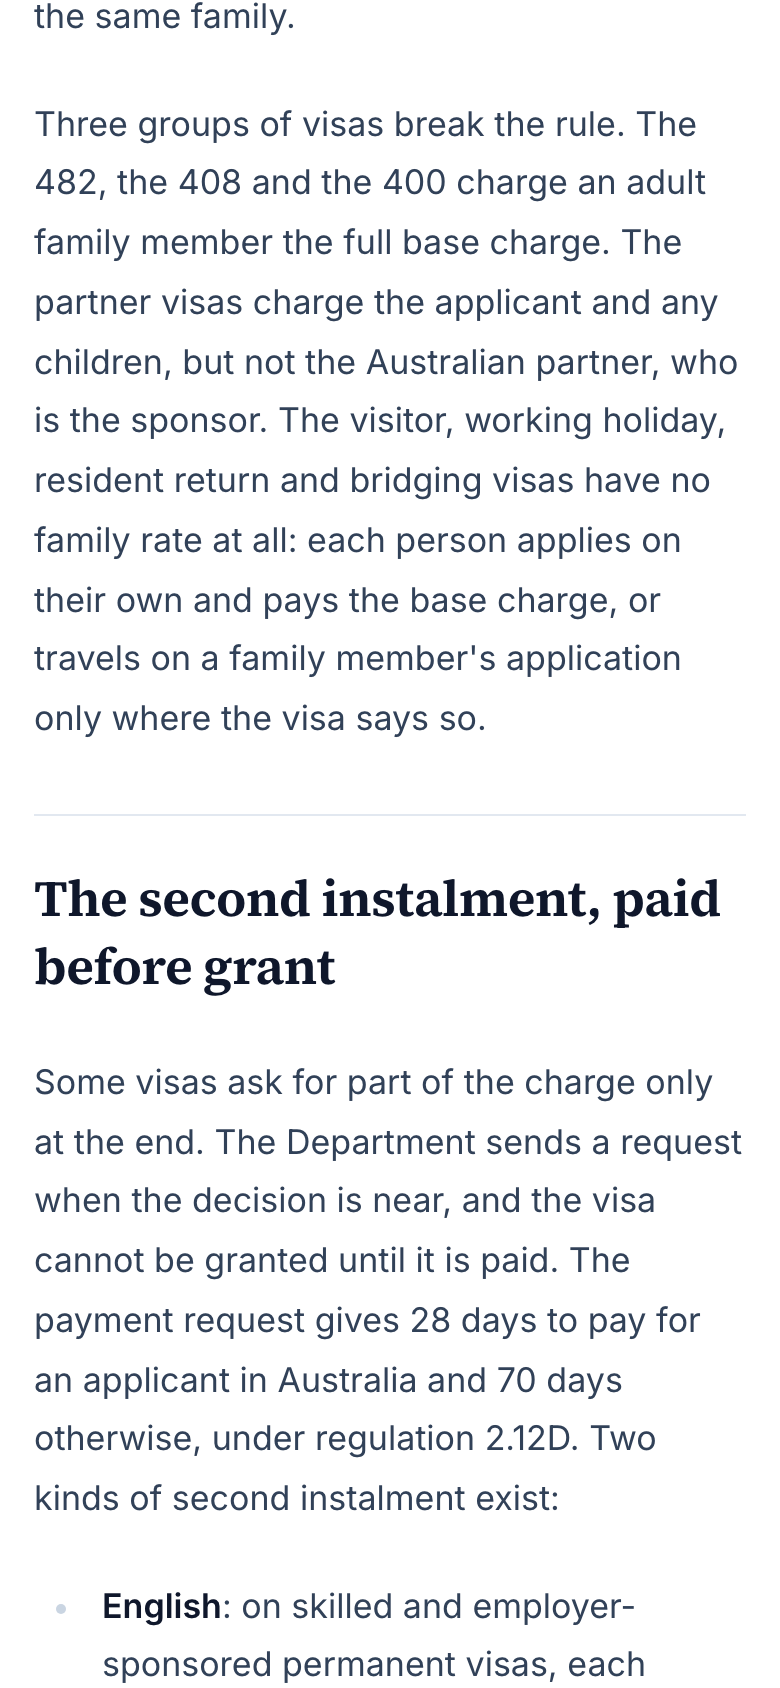 the same family.
Three groups of visas break the rule. The
482, the 408 and the 400 charge an adult
family member the full base charge. The
partner visas charge the applicant and any
children, but not the Australian partner, who
is the sponsor. The visitor, working holiday,
resident return and bridging visas have no
family rate at all: each person applies on
their own and pays the base charge, or
travels on a family member's application
only where the visa says so.
The second instalment, paid
before grant
Some visas ask for part of the charge only
at the end. The Department sends a request
when the decision is near, and the visa
cannot be granted until it is paid. The
payment request gives 28 days to pay for
an applicant in Australia and 70 days
otherwise, under regulation 2.12D. Two
kinds of second instalment exist:
• English: on skilled and employer-
sponsored permanent visas, each